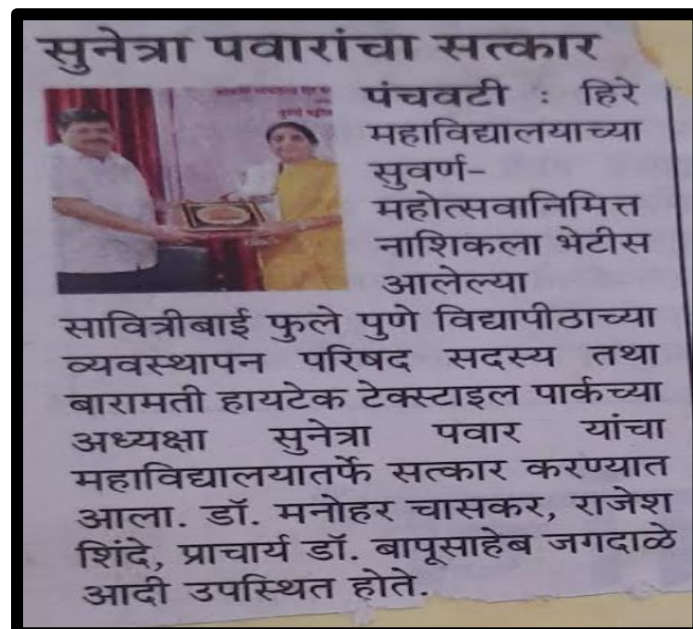 सुनेत्रा पवारांचा सत्कार
पंचवटी : हिरे
महाविद्यालयाच्या
सुवर्ण-
महोत्सवानिमित्त
नाशिकला भेटीस
आलेल्या
सावित्रीबाई फुले पुणे विद्यापीठाच्या
व्यवस्थापन परिषद सदस्य तथा
बारामती हायटेक टेक्स्टाइल पार्कच्या
अध्यक्षा सुनेत्रा पवार यांचा
महाविद्यालयातर्फे सत्कार करण्यात
आला. डॉ. मनोहर चासकर, राजेश
शिंदे, प्राचार्य डॉ. बापूसाहेब जगदाळे
आदी उपस्थित होते.